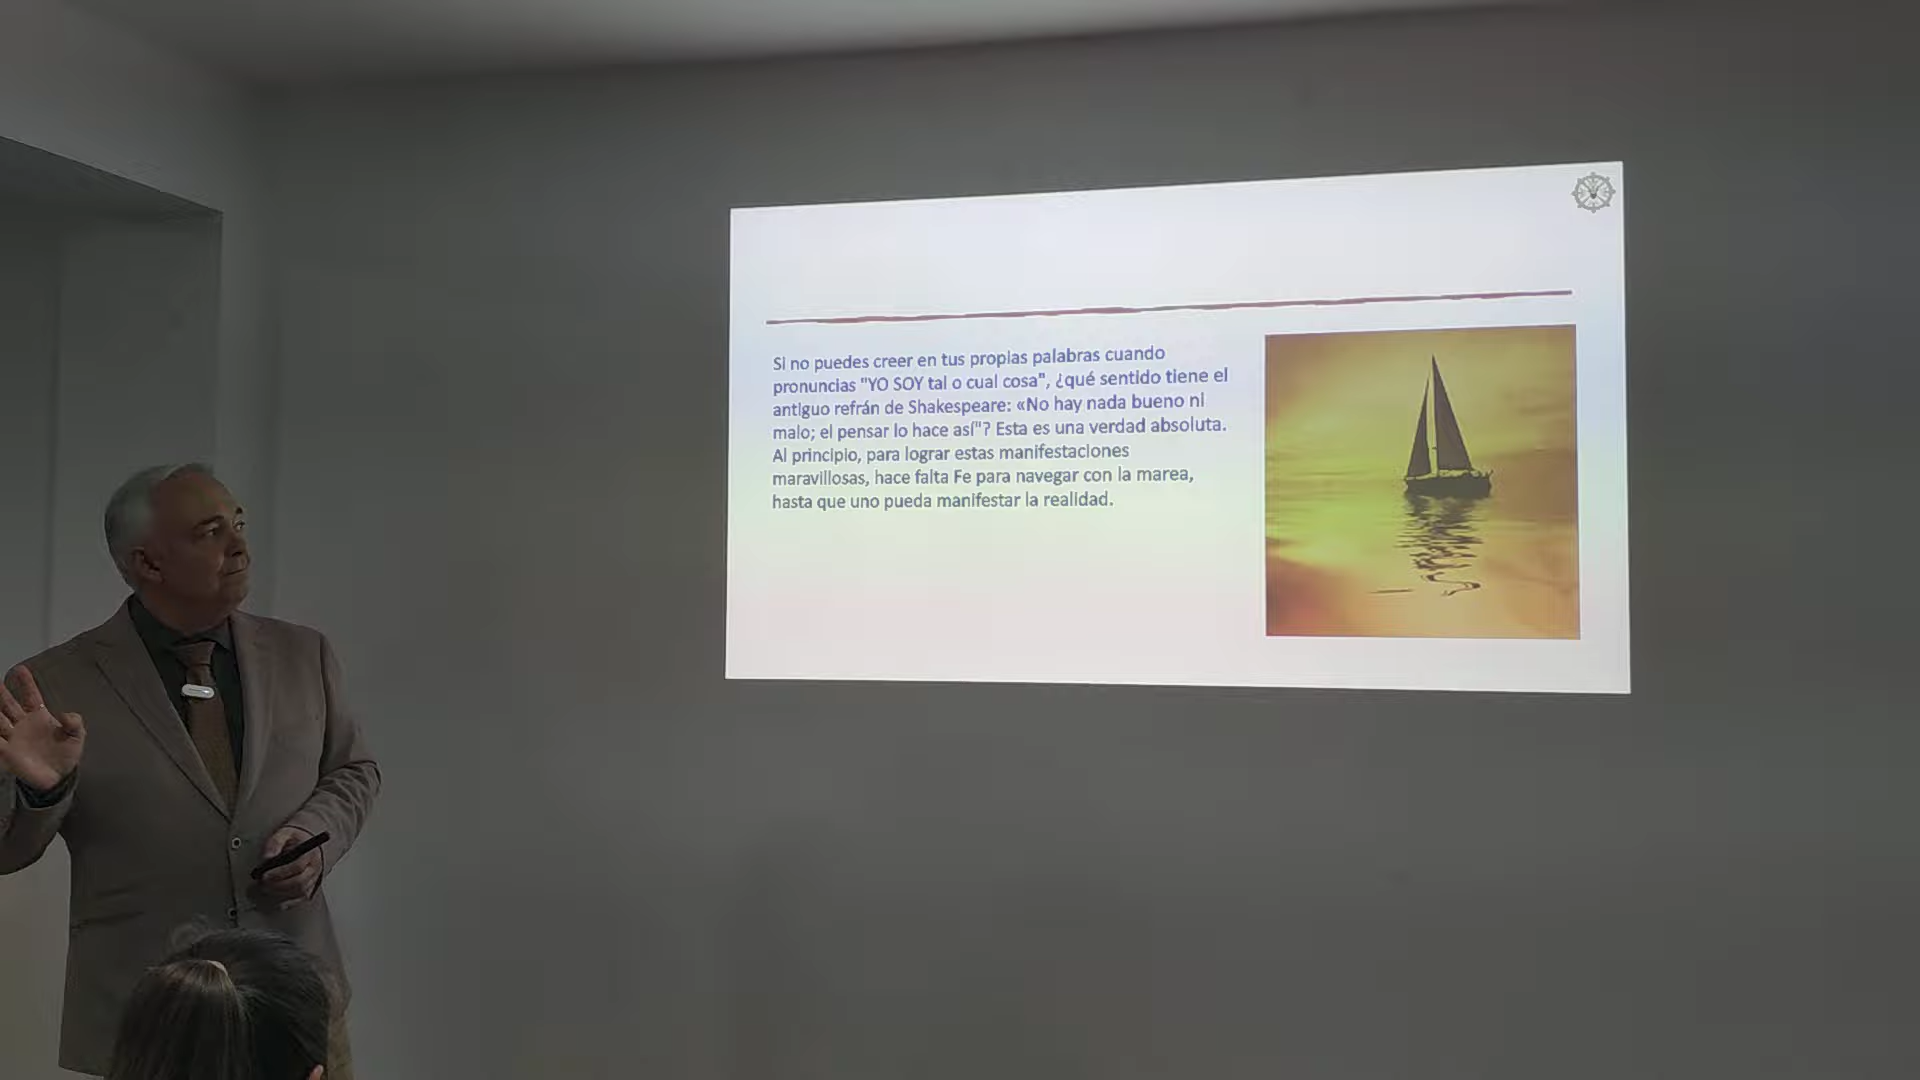 Si no puedes creer en tus propias palabras cuando
pronuncias "YO SOY tal o cual cosa", ¿qué sentido tiene el
antiguo refrán de Shakespeare: «No hay nada bueno ni
malo; el pensar lo hace así"? Esta es una verdad absoluta.
Al principio, para lograr estas manifestaciones
maravillosas, hace falta Fe para navegar con la marea,
hasta que uno pueda manifestar la realidad.